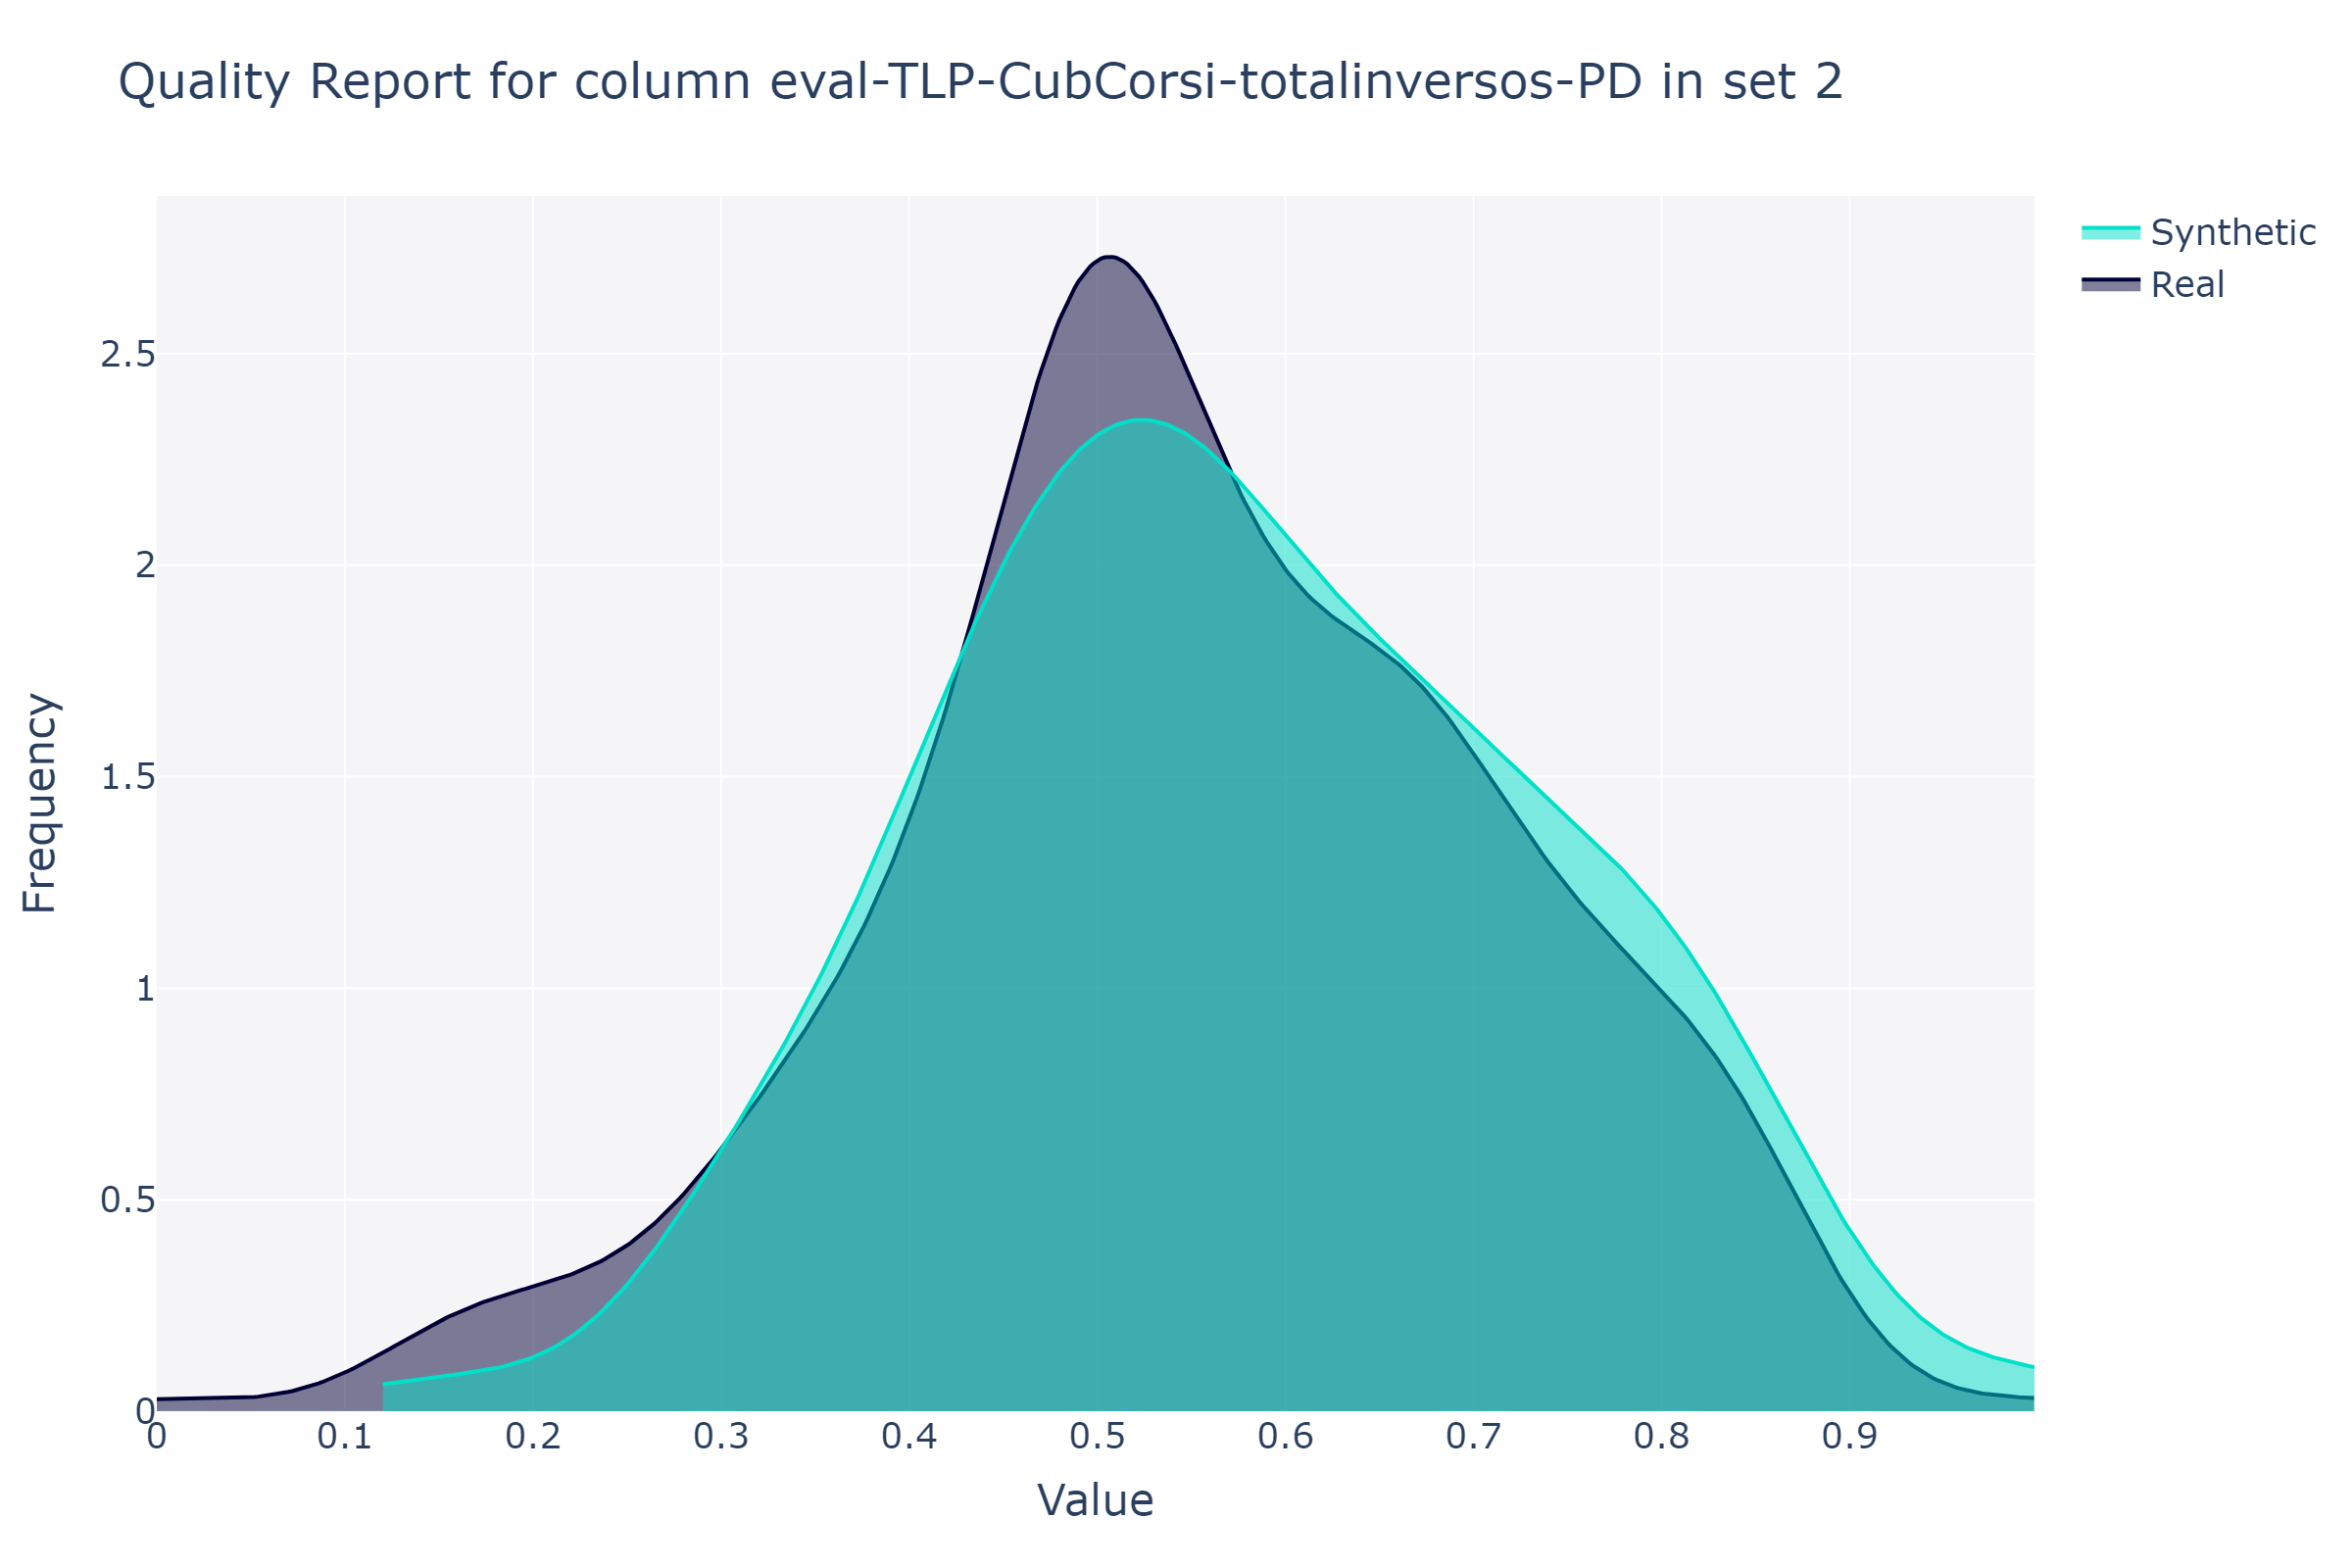 Quality Report for column eval-TLP-CubCorsi-totalinversos-PD in set 2
Synthetic
Real
2.5
2
1.5
1
0.5
0
Frequency
0 0.1 0.2 0.3 0.4 0.5 0.6 0.7 0.8 0.9
Value